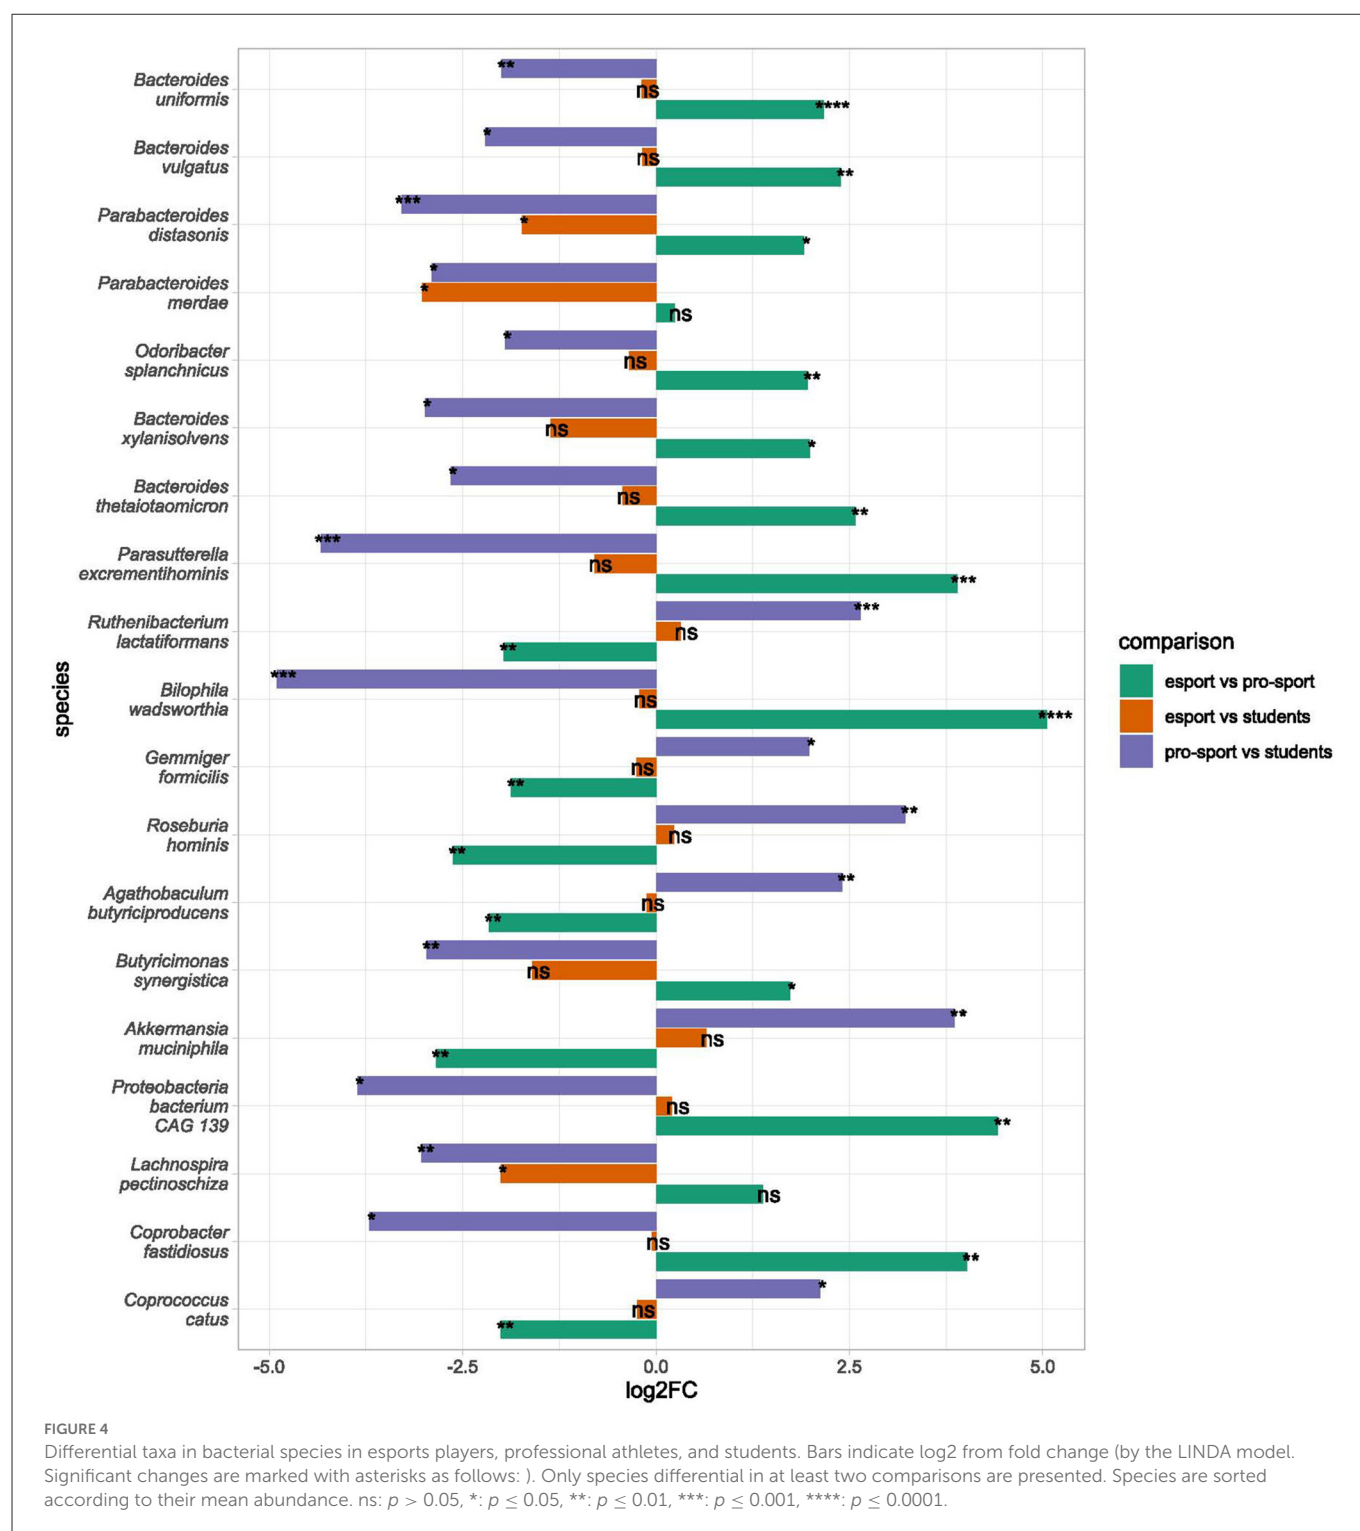 Bacteroides
uniformis
**
ns
****
Bacteroides
vulgatus
*
ns
**
Parabacteroides
distasonis
***
*
*
Parabacteroides
merdae
*
*
ns
Odoribacter
splanchnicus
*
ns
**
Bacteroides
xylanisolvens
*
ns
*
Bacteroides
thetaiotaomicron
*
ns
**
Parasutterella
excrementihominis
***
ns
***
Ruthenibacterium
lactatiformans
***
ns
**
Bilophila
wadsworthia
***
ns
****
Gemmiger
formicilis
*
ns
**
Roseburia
hominis
**
ns
**
Agathobaculum
butyriciproducens
**
ns
**
Butyricimonas
synergistica
**
ns
*
Akkermansia
muciniphila
**
ns
**
Proteobacteria
bacterium
CAG 139
*
ns
**
Lachnospira
pectinoschiza
**
*
ns
Coprobacter
fastidiosus
*
ns
**
Coprococcus
catus
*
ns
**
species
-5.0 -2.5 0.0 2.5 5.0
log2FC
comparison
esport vs pro-sport
esport vs students
pro-sport vs students
FIGURE 4
Differential taxa in bacterial species in esports players, professional athletes, and students. Bars indicate log2 from fold change (by the LINDA model.
Significant changes are marked with asterisks as follows: ). Only species differential in at least two comparisons are presented. Species are sorted
according to their mean abundance. ns: p > 0.05, *: p ≤ 0.05, **: p ≤ 0.01, ***: p ≤ 0.001, ****: p ≤ 0.0001.